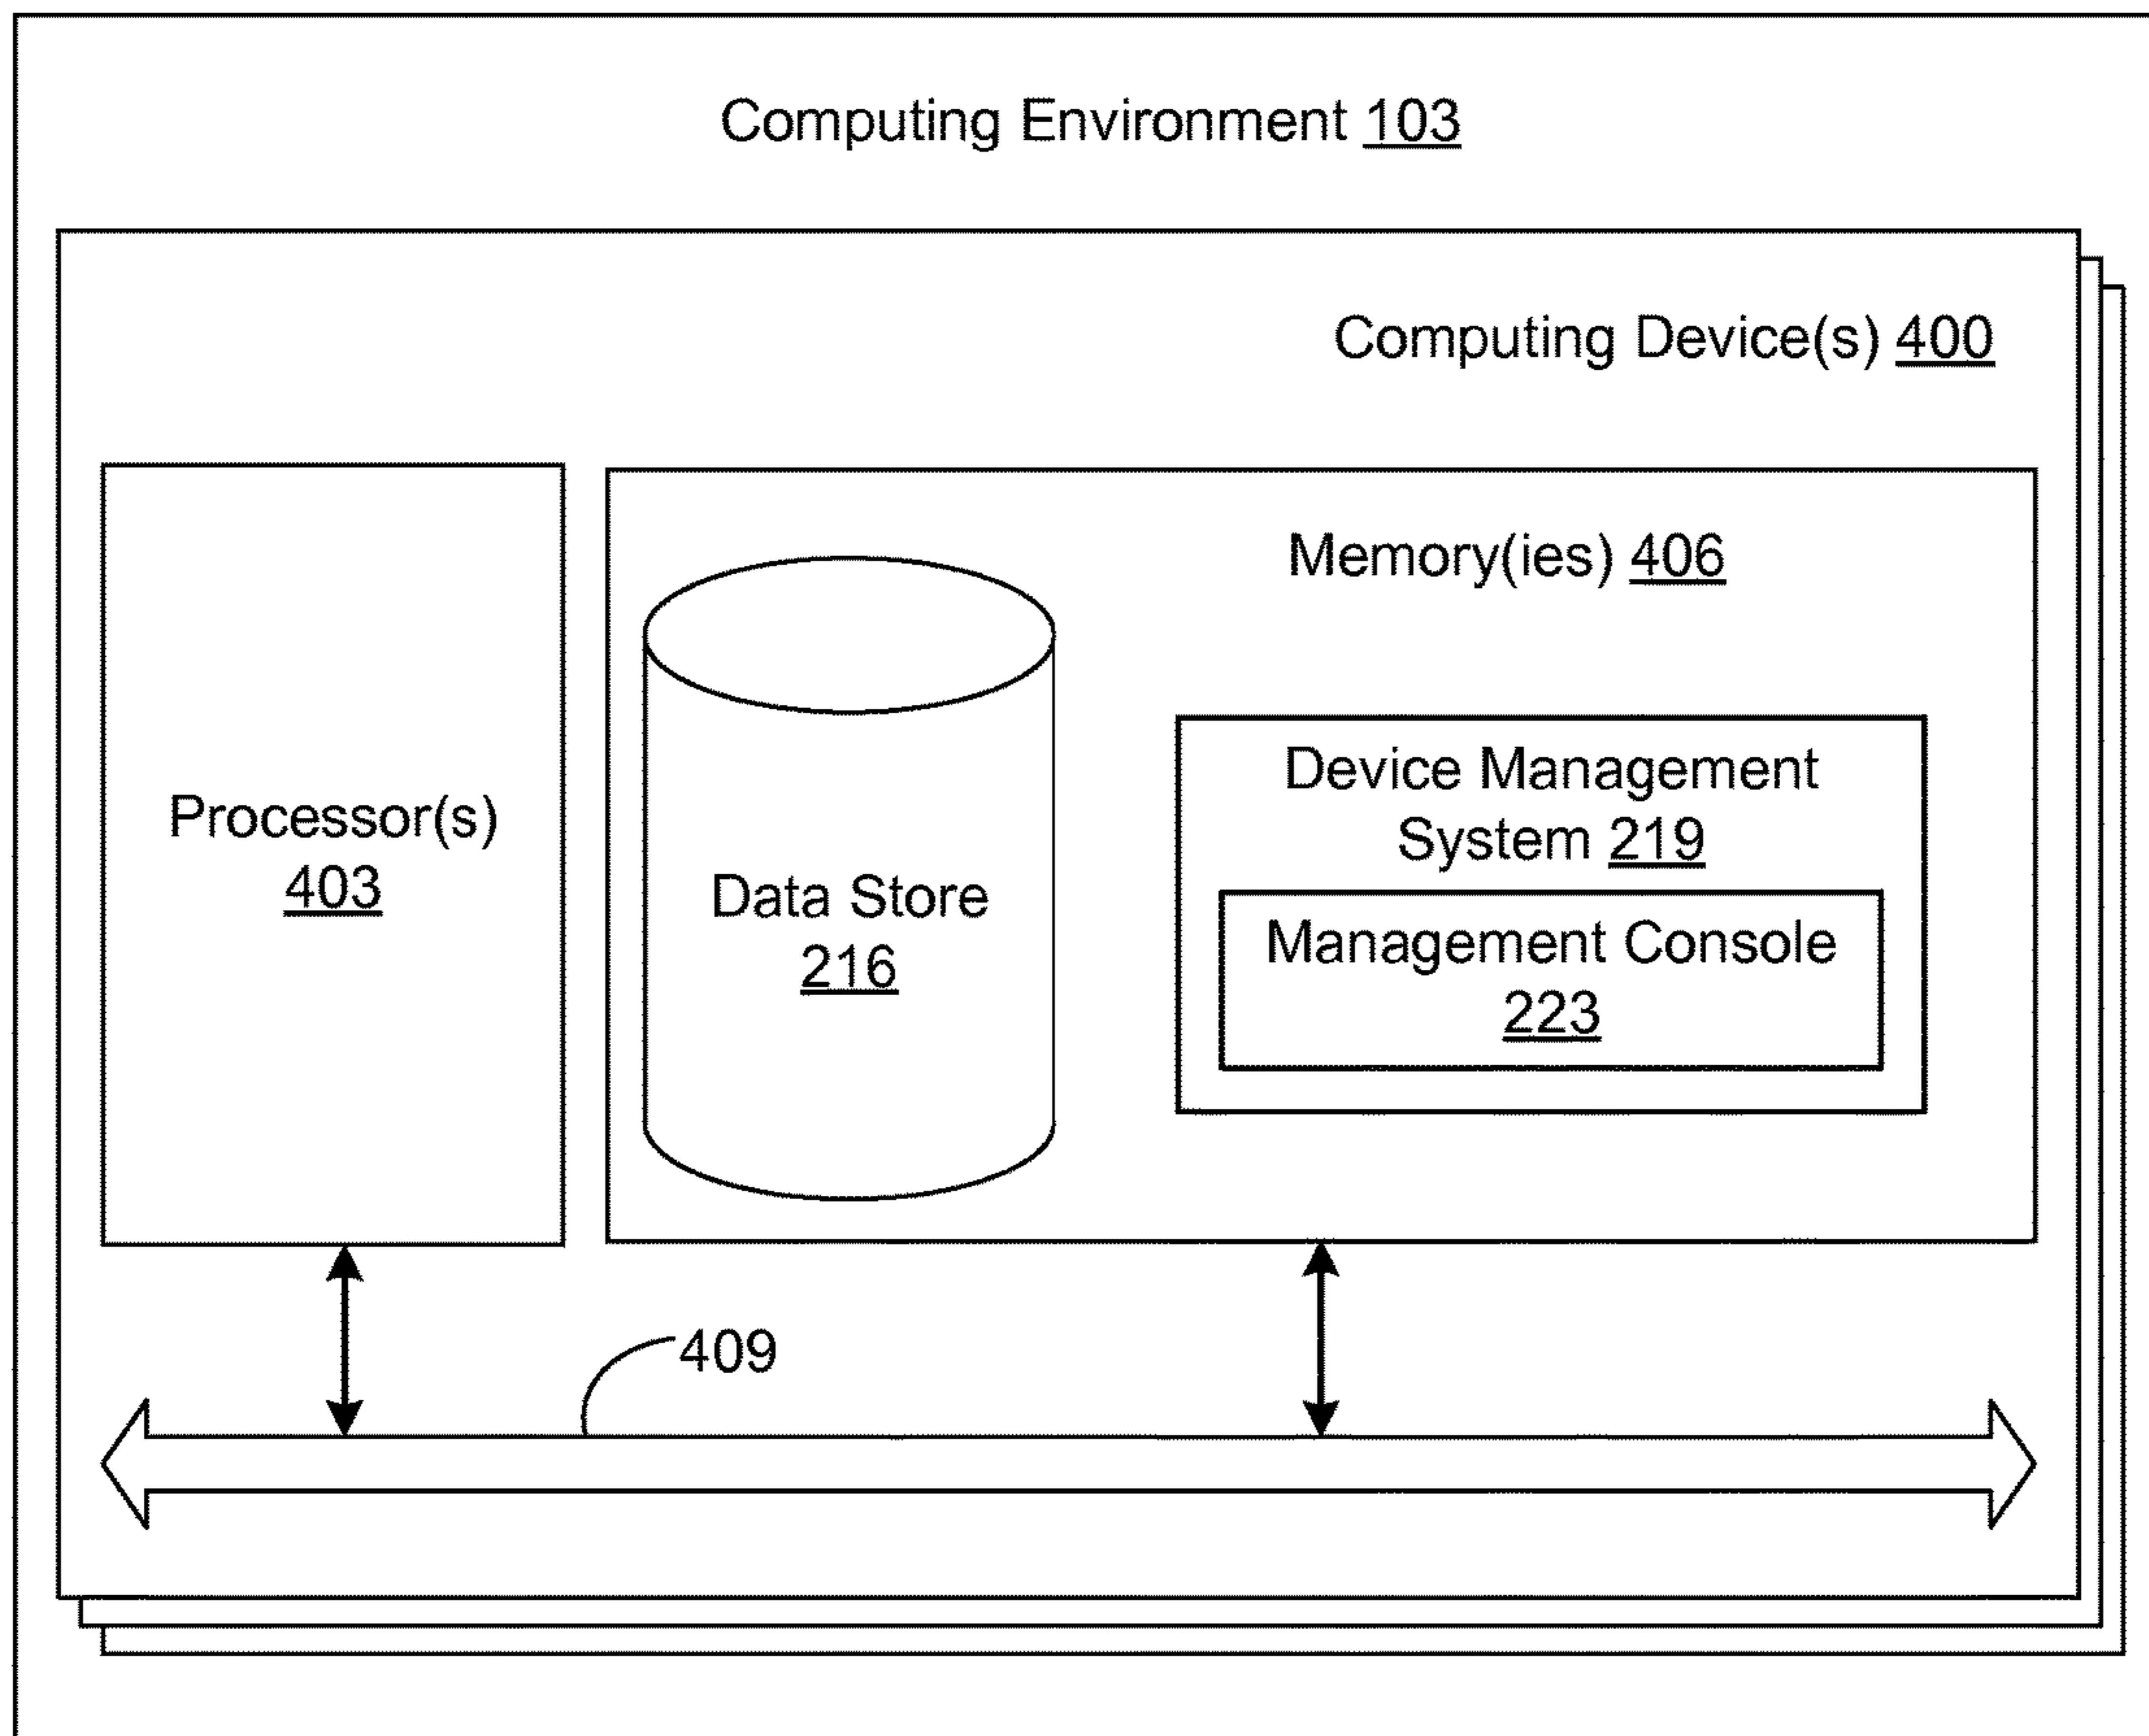 Computing Environment 103
Computing Device(s) 400
Memory(ies) 406
Processor(s)
403
Data Store
216
Device Management
System 219
Management Console
223
409